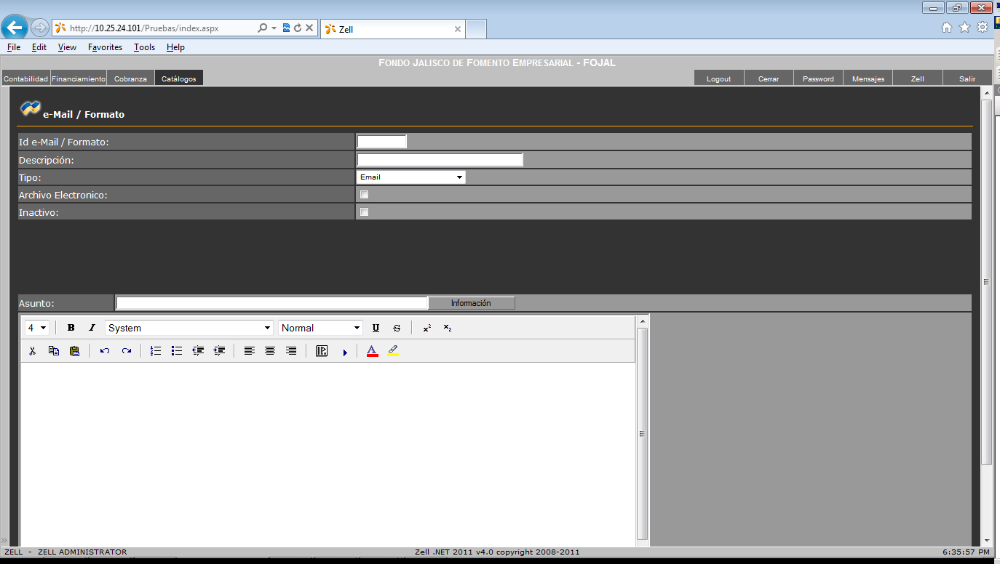 http://10.25.24.101/Pruebas/index.aspx
Zell
File Edit View Favorites Tools Help
FONDO JALISCO DE FOMENTO EMPRESARIAL - FOJAL
Contabilidad Financiamiento Cobranza Catálogos Logout Cerrar Password Mensajes Zell Salir
e-Mail / Formato
Id e-Mail / Formato:
Descripción:
Tipo: Email
Archivo Electronico:
Inactivo:
Asunto: Información
4 B I System Normal U S x² x₂
A
ZELL - ZELL ADMINISTRATOR Zell .NET 2011 v4.0 copyright 2008-2011 6:35:57 PM